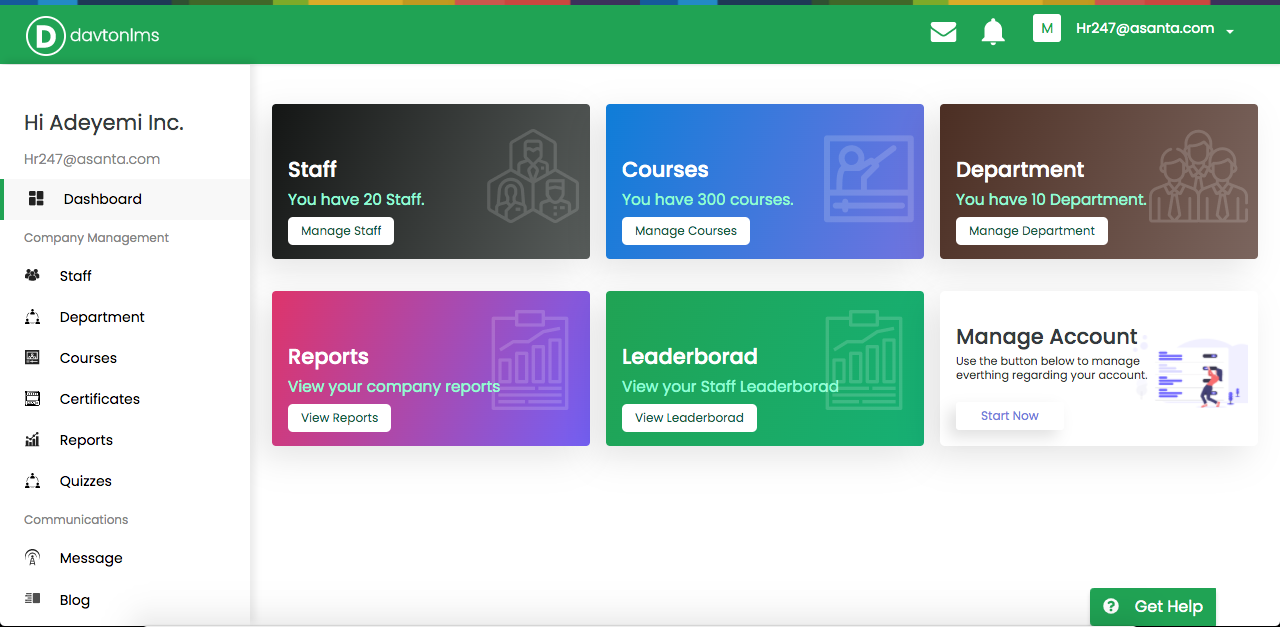 D davtonlms
M Hr247@asanta.com
Hi Adeyemi Inc.
Hr247@asanta.com
Dashboard
Company Management
Staff
Department
Courses
Certificates
Reports
Quizzes
Communications
Message
Blog
Staff
You have 20 Staff.
Manage Staff
Courses
You have 300 courses.
Manage Courses
Department
You have 10 Department.
Manage Department
Reports
View your company reports
View Reports
Leaderborad
View your Staff Leaderborad
View Leaderborad
Manage Account
Use the button below to manage
everthing regarding your account.
Start Now
? Get Help